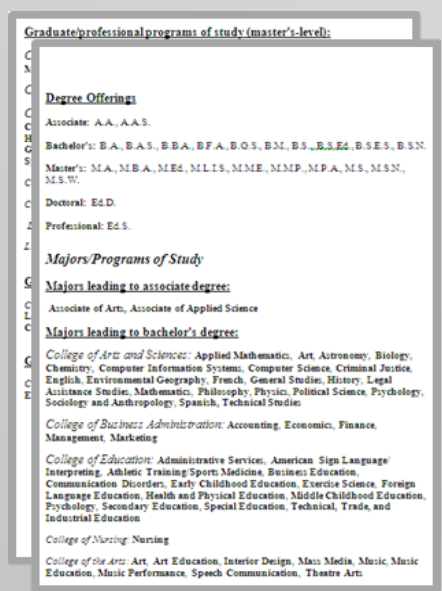 Graduate/professional programs of study (master's-level):
Degree Offerings
Associate: A.A., A.A.S.
Bachelor's: B.A., B.A.S., B.B.A., B.F.A., B.G.S., B.M., B.S., B.S.Ed., B.S.E.S., B.S.N.
Master's: M.A., M.B.A., M.Ed., M.L.I.S., M.M.E., M.M.P., M.P.A., M.S., M.S.N.,
M.S.W.
Doctoral: Ed.D.
Professional: Ed.S.
Majors/Programs of Study
Majors leading to associate degree:
Associate of Arts, Associate of Applied Science
Majors leading to bachelor's degree:
College of Arts and Sciences: Applied Mathematics, Art, Astronomy, Biology,
Chemistry, Computer Information Systems, Computer Science, Criminal Justice,
English, Environmental Geography, French, General Studies, History, Legal
Assistance Studies, Mathematics, Philosophy, Physics, Political Science, Psychology,
Sociology and Anthropology, Spanish, Technical Studies
College of Business Administration: Accounting, Economics, Finance,
Management, Marketing
College of Education: Administrative Services, American Sign Language/
Interpreting, Athletic Training/Sports Medicine, Business Education,
Communication Disorders, Early Childhood Education, Exercise Science, Foreign
Language Education, Health and Physical Education, Middle Childhood Education,
Psychology, Secondary Education, Special Education, Technical, Trade, and
Industrial Education
College of Nursing: Nursing
College of the Arts: Art, Art Education, Interior Design, Mass Media, Music, Music
Education, Music Performance, Speech Communication, Theatre Arts